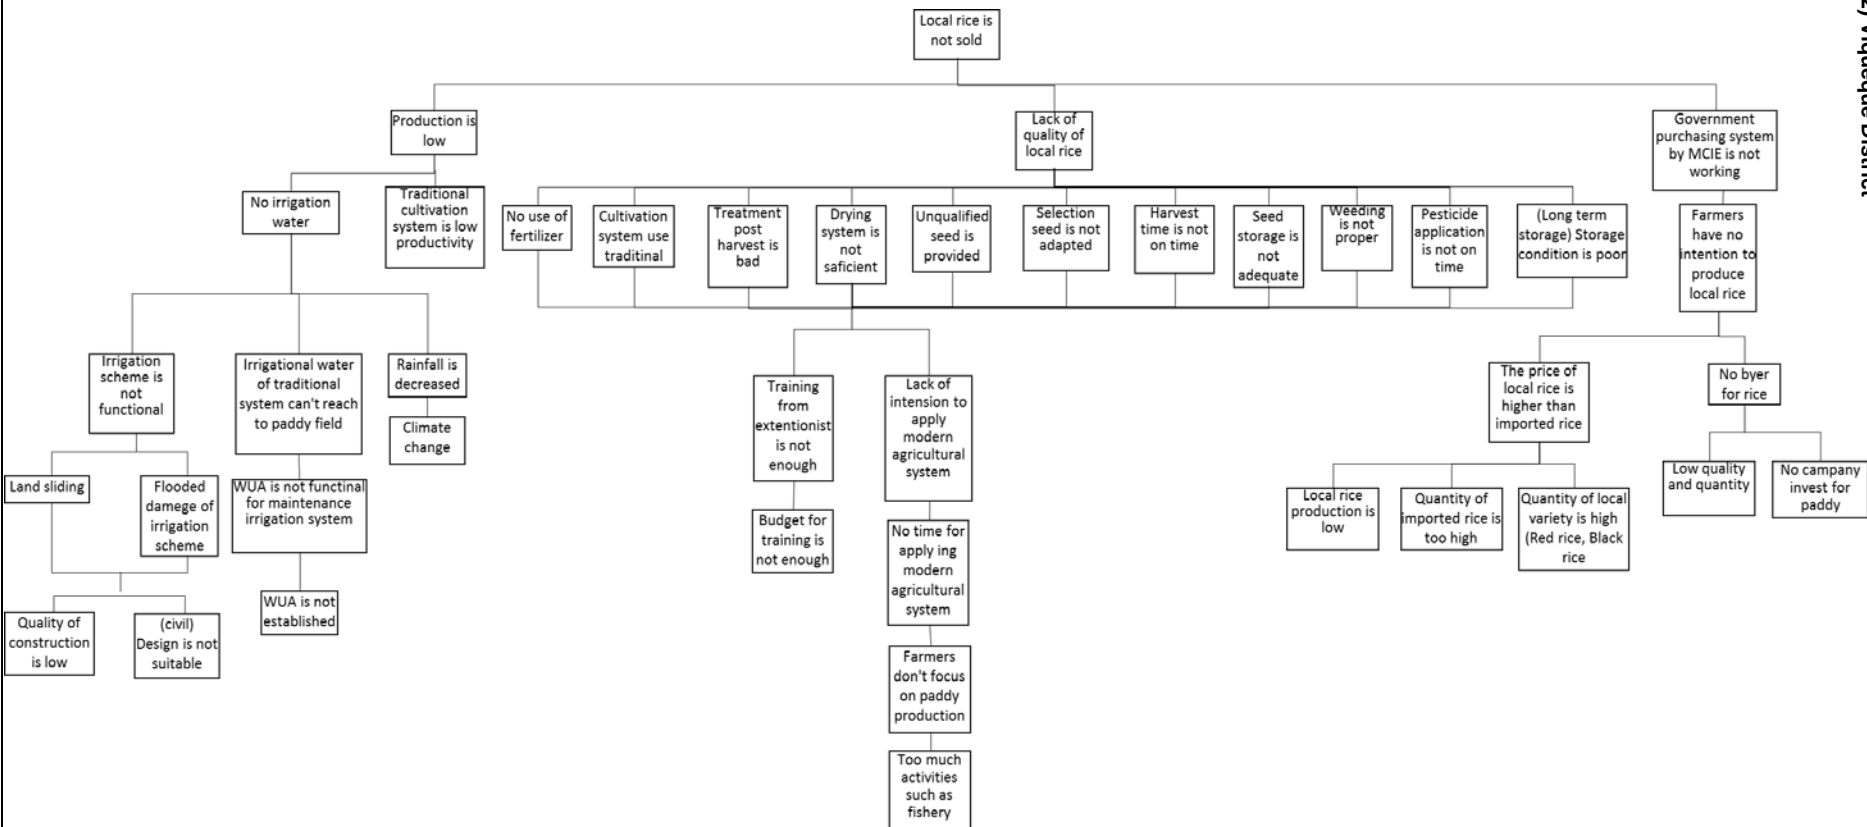 2) Viqueque District
Local rice is
not sold
Production is
low
Lack of
quality of
local rice
Government
purchasing system
by MCIE is not
working
No irrigation
water
Traditional
cultivation
system is low
productivity
No use of
fertilizer
Cultivation
system use
traditinal
Treatment
post
harvest is
bad
Drying
system is
not
saficient
Unqualified
seed is
provided
Selection
seed is not
adapted
Harvest
time is not
on time
Seed
storage is
not
adequate
Weeding
is not
proper
Pesticide
application
is not on
time
(Long term
storage) Storage
condition is poor
Farmers
have no
intention to
produce
local rice
Irrigation
scheme is
not
functional
Irrigational water
of traditional
system can't reach
to paddy field
Rainfall is
decreased
Climate
change
Training
from
extentionist
is not
enough
Lack of
intension to
apply
modern
agricultural
system
The price of
local rice is
higher than
imported rice
No byer
for rice
Land sliding
Flooded
damege of
irrigation
scheme
WUA is not functinal
for maintenance
irrigation system
Budget for
training is
not enough
No time for
apply ing
modern
agricultural
system
Local rice
production is
low
Quantity of
imported rice is
too high
Quantity of local
variety is high
(Red rice, Black
rice
Low quality
and quantity
No campany
invest for
paddy
Quality of
construction
is low
(civil)
Design is not
suitable
WUA is not
established
Farmers
don't focus
on paddy
production
Too much
activities
such as
fishery